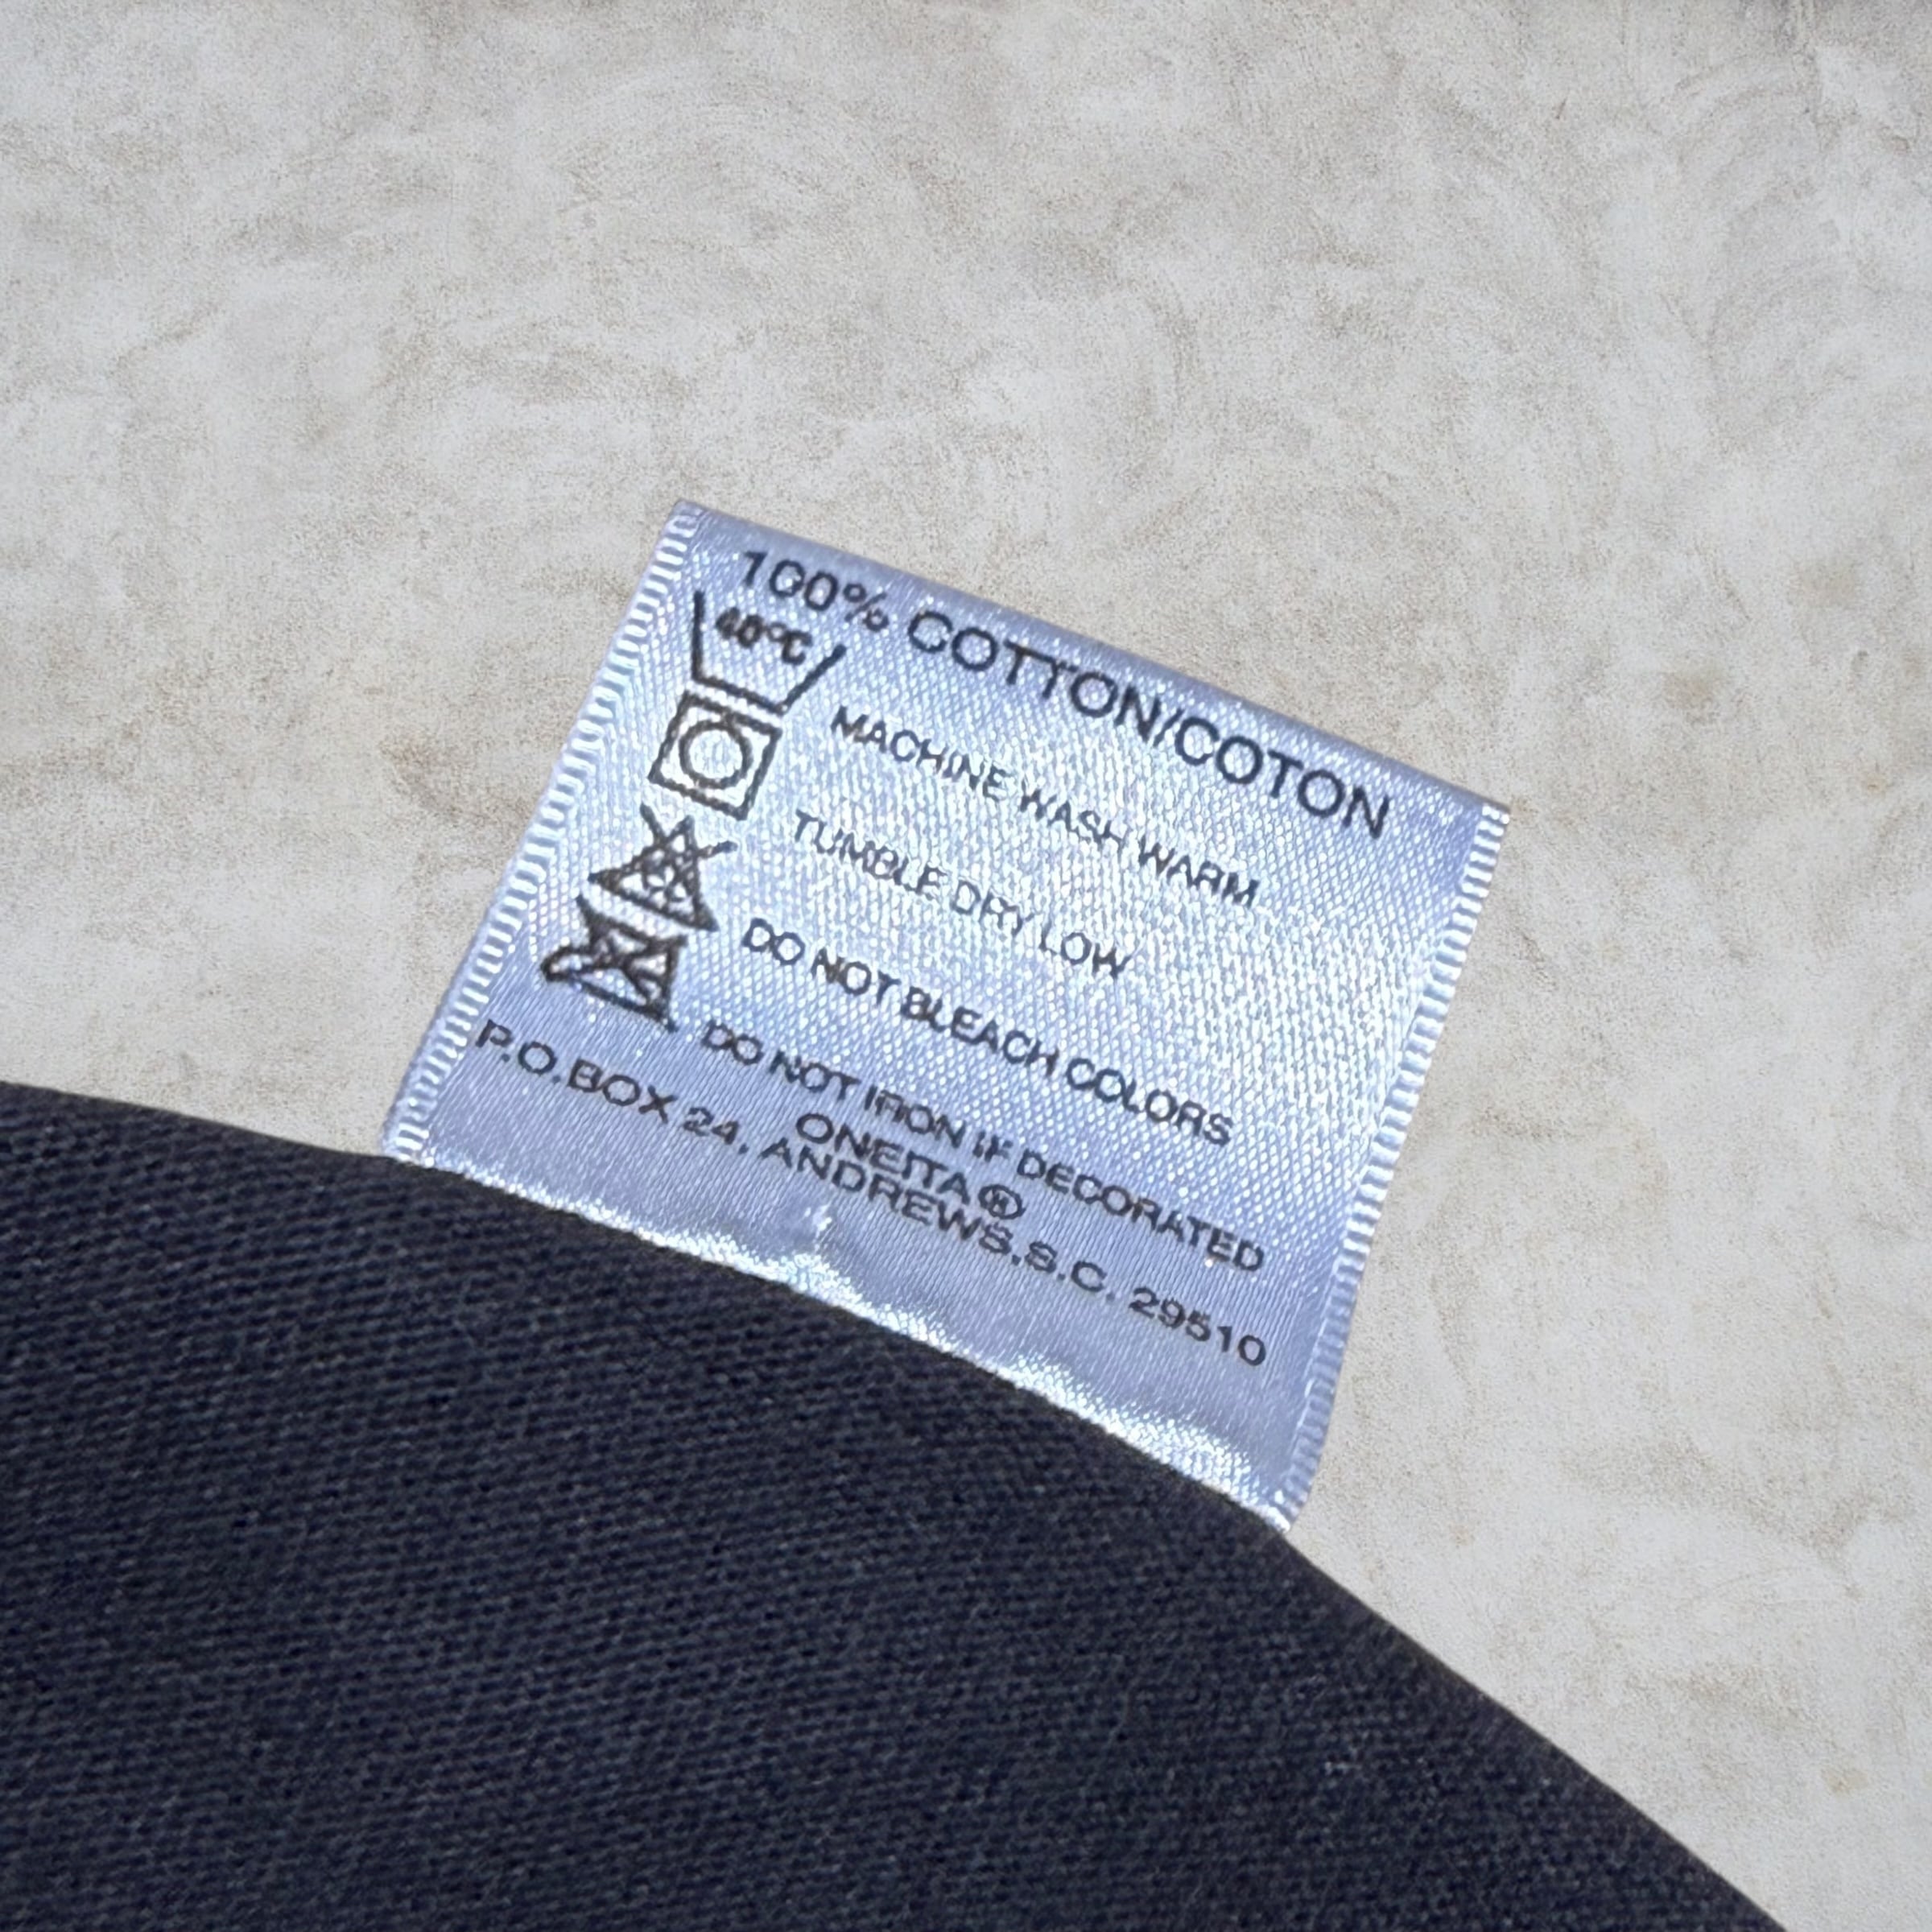 100% COTTON/COTON
40°C
MACHINE WASH WARM
TUMBLE DRY LOW
DO NOT BLEACH COLORS
DO NOT IRON IF DECORATED
ONEITA®
P.O.BOX 24, ANDREWS,S.C. 29510